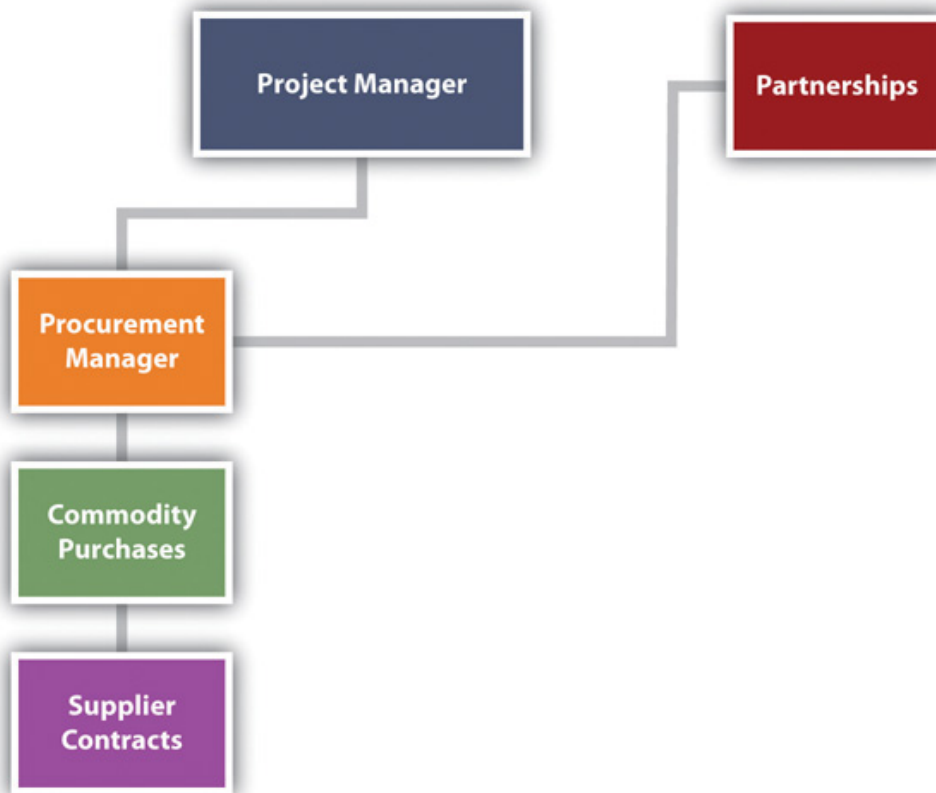 Project Manager
Partnerships
Procurement
Manager
Commodity
Purchases
Supplier
Contracts